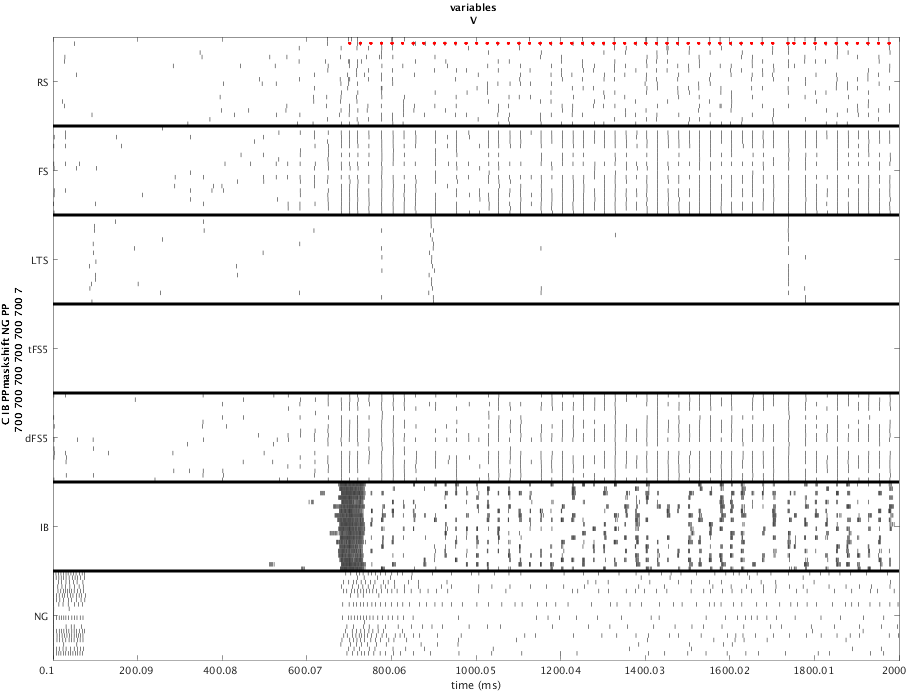 variables
V
RS
FS
LTS
tFS5
dFS5
IB
NG
C IB PPmaskshift NG PP
700 700 700 700 700 700 7
0.1 200.09 400.08 600.07 800.06 1000.05 1200.04 1400.03 1600.02 1800.01 2000
time (ms)